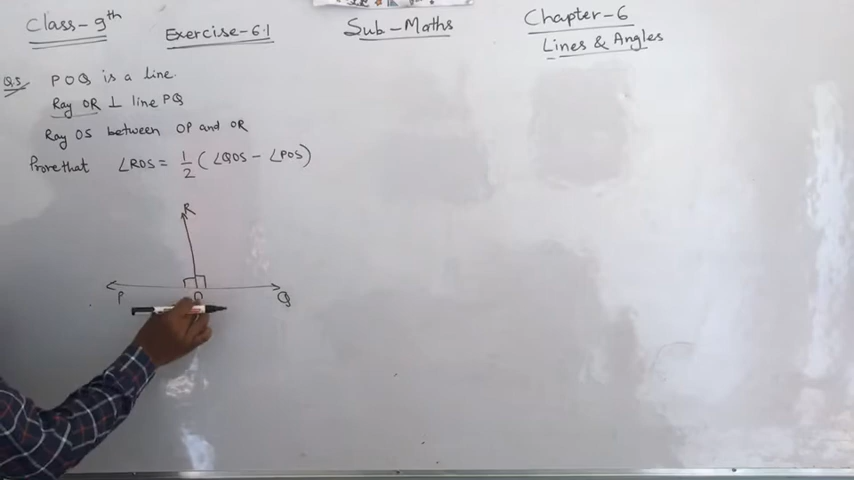 Class-9th
Exercise-6.1
Sub-Maths
Chapter-6
Lines & Angles
Q.5 POQ is a line.
Ray OR ⊥ line PQ
Ray OS between OP and OR
Prove that ∠ROS = 1/2 (∠QOS - ∠POS)
R
P
O
Q